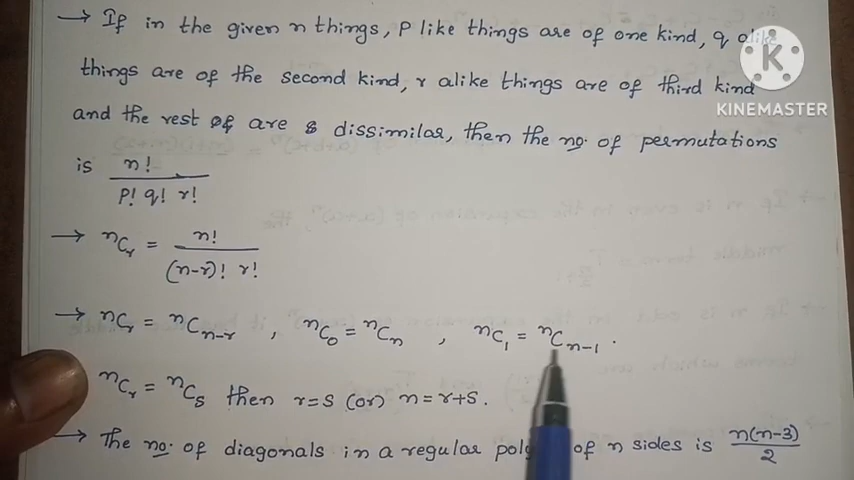 → If in the given n things, P like things are of one kind, q alike
things are of the second kind, r alike things are of third kind
and the rest of are s dissimilar, then the no. of permutations
is n! / P! q! r!
→ ⁿCᵣ = n! / (n-r)! r!
→ ⁿCᵣ = ⁿCₙ₋ᵣ , ⁿC₀ = ⁿCₙ , ⁿC₁ = ⁿCₙ₋₁ .
ⁿCᵣ = ⁿCₛ then r=s (or) n=r+s.
→ The no. of diagonals in a regular of n sides is n(n-3) / 2
K
KINEMASTER